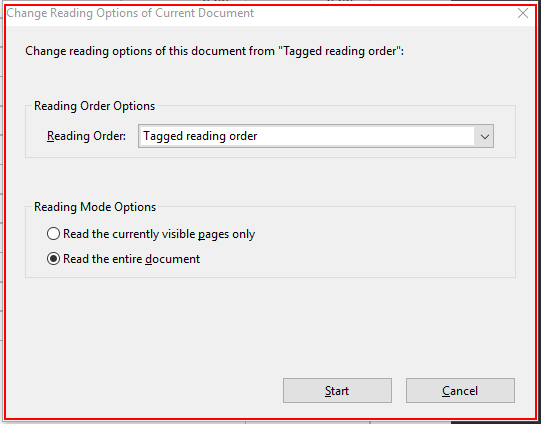 Change Reading Options of Current Document
Change reading options of this document from "Tagged reading order":
Reading Order Options
Reading Order: Tagged reading order
Reading Mode Options
Read the currently visible pages only
Read the entire document
Start Cancel